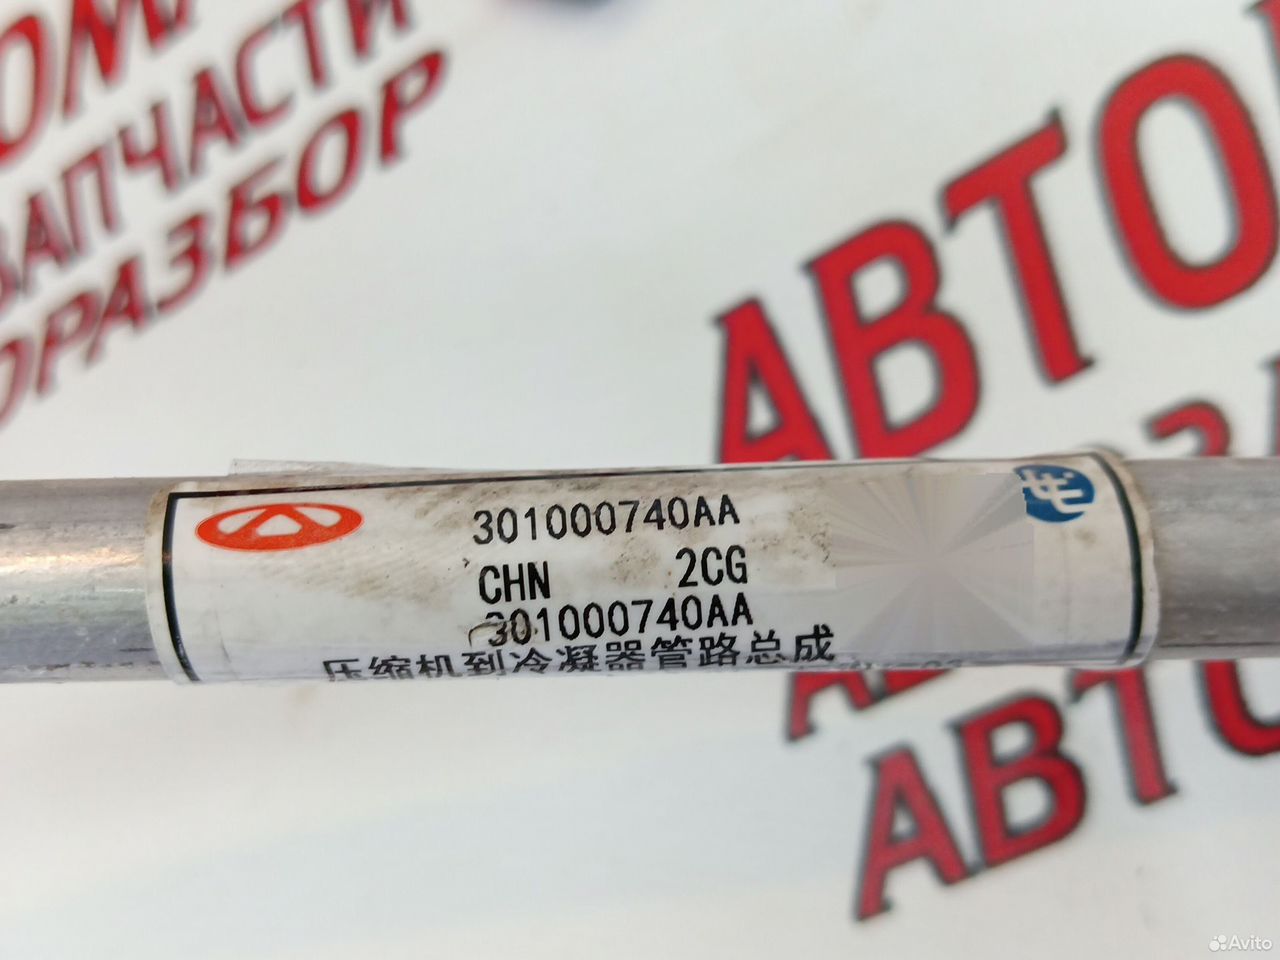 ЗАПЧАСТИ
ОРАЗБОР
АВТО
301000740AA
CHN 2CG
301000740AA
压缩机到冷凝器管路总成
АВТО
Avito